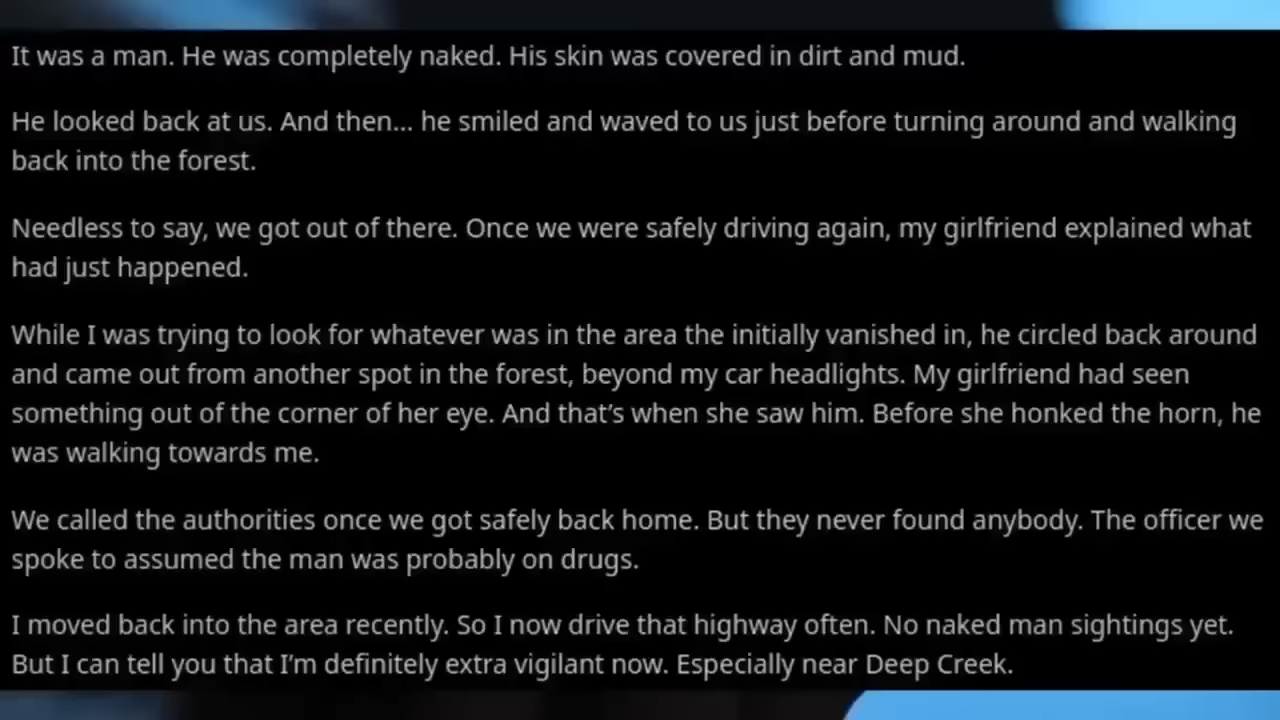 It was a man. He was completely naked. His skin was covered in dirt and mud.
He looked back at us. And then... he smiled and waved to us just before turning around and walking
back into the forest.
Needless to say, we got out of there. Once we were safely driving again, my girlfriend explained what
had just happened.
While I was trying to look for whatever was in the area the initially vanished in, he circled back around
and came out from another spot in the forest, beyond my car headlights. My girlfriend had seen
something out of the corner of her eye. And that’s when she saw him. Before she honked the horn, he
was walking towards me.
We called the authorities once we got safely back home. But they never found anybody. The officer we
spoke to assumed the man was probably on drugs.
I moved back into the area recently. So I now drive that highway often. No naked man sightings yet.
But I can tell you that I’m definitely extra vigilant now. Especially near Deep Creek.